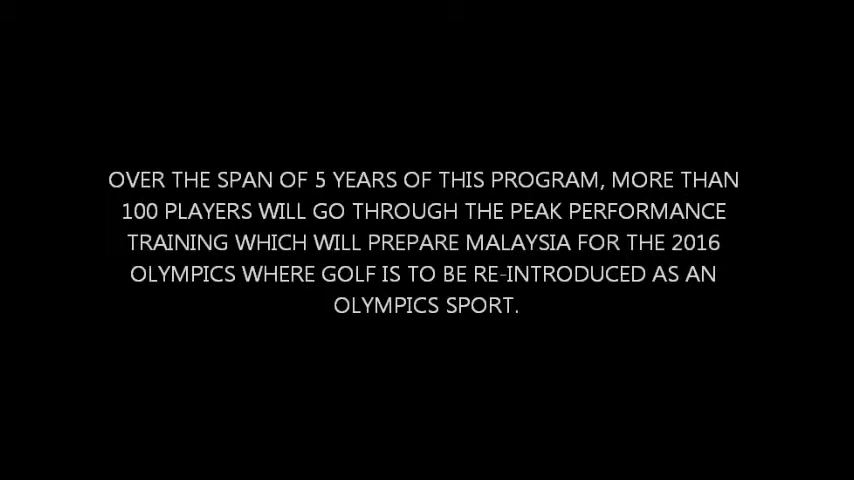 OVER THE SPAN OF 5 YEARS OF THIS PROGRAM, MORE THAN
100 PLAYERS WILL GO THROUGH THE PEAK PERFORMANCE
TRAINING WHICH WILL PREPARE MALAYSIA FOR THE 2016
OLYMPICS WHERE GOLF IS TO BE RE-INTRODUCED AS AN
OLYMPICS SPORT.